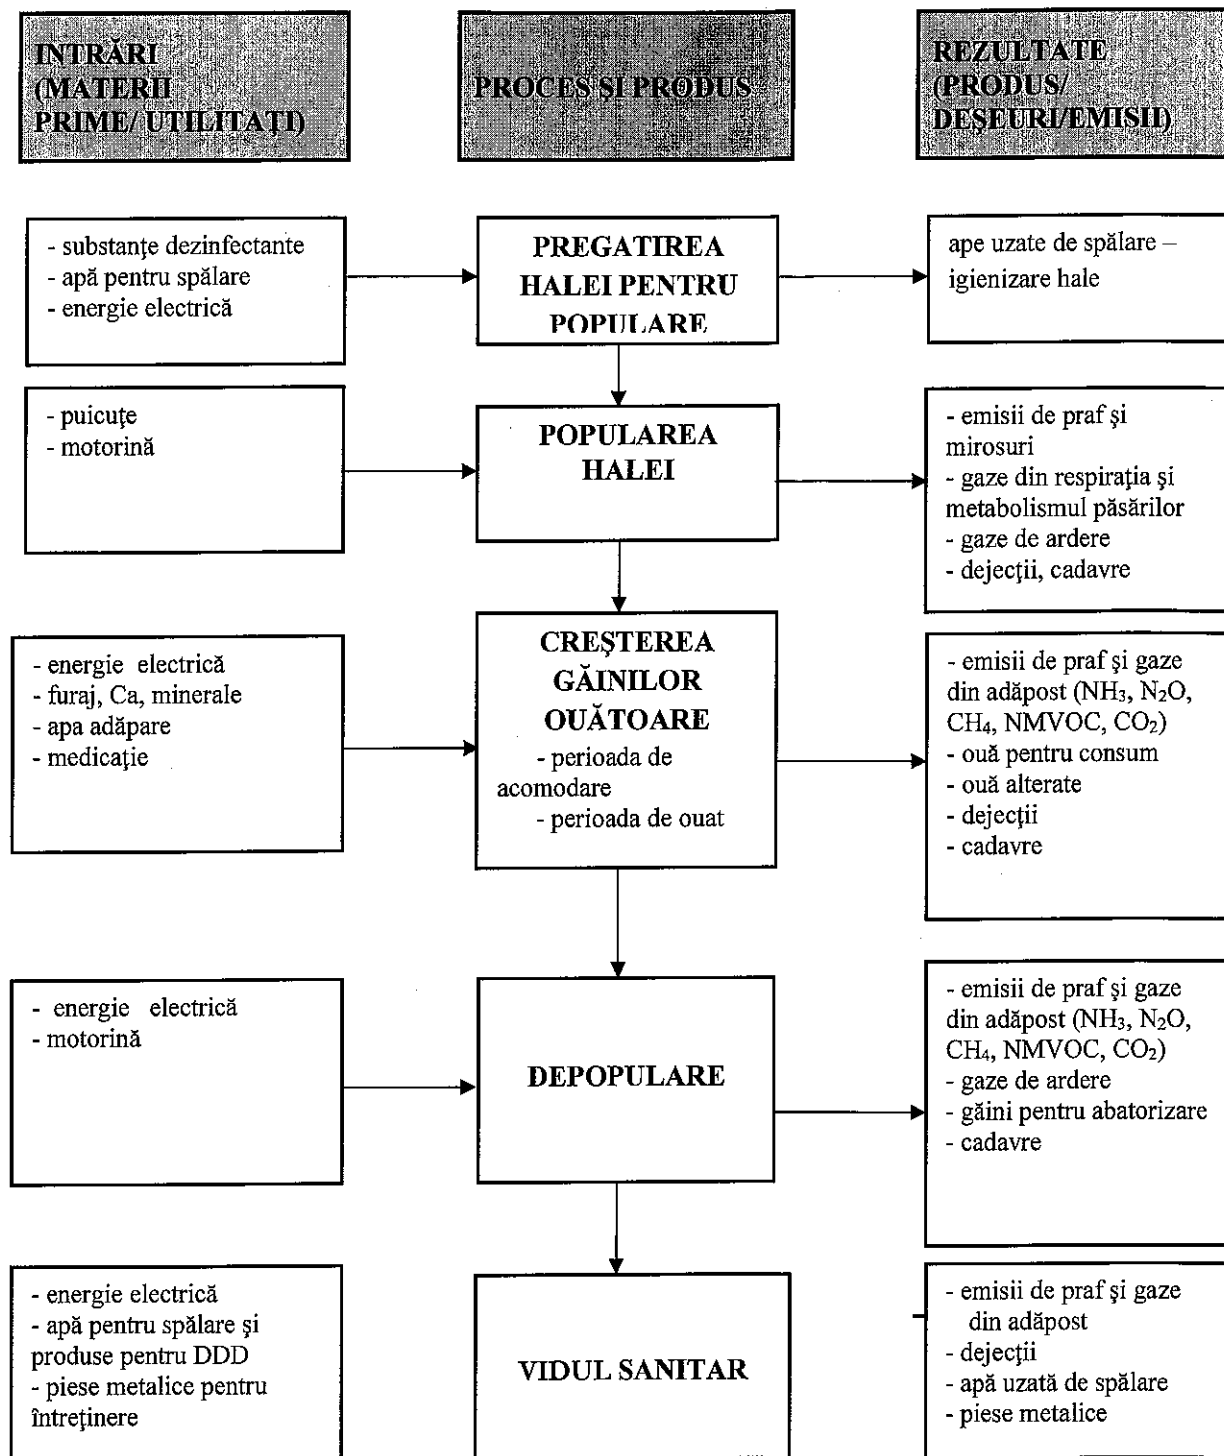 INTRĂRI
(MATERII
PRIME/ UTILITAŢI)
PROCES ŞI PRODUS
REZULTATE
(PRODUS/
DEŞEURI/EMISII)
- substanţe dezinfectante
- apă pentru spălare
- energie electrică
PREGATIREA
HALEI PENTRU
POPULARE
ape uzate de spălare –
igienizare hale
- puicuţe
- motorină
POPULAREA
HALEI
- emisii de praf şi
mirosuri
- gaze din respiraţia şi
metabolismul păsărilor
- gaze de ardere
- dejecţii, cadavre
- energie electrică
- furaj, Ca, minerale
- apa adăpare
- medicaţie
CREŞTEREA
GĂINILOR
OUĂTOARE
- perioada de
acomodare
- perioada de ouat
- emisii de praf şi gaze
din adăpost (NH₃, N₂O,
CH₄, NMVOC, CO₂)
- ouă pentru consum
- ouă alterate
- dejecţii
- cadavre
- energie electrică
- motorină
DEPOPULARE
- emisii de praf şi gaze
din adăpost (NH₃, N₂O,
CH₄, NMVOC, CO₂)
- gaze de ardere
- găini pentru abatorizare
- cadavre
- energie electrică
- apă pentru spălare şi
produse pentru DDD
- piese metalice pentru
întreţinere
VIDUL SANITAR
- emisii de praf şi gaze
din adăpost
- dejecţii
- apă uzată de spălare
- piese metalice